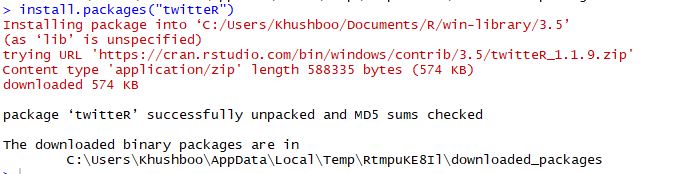 > install.packages("twitteR")
Installing package into ‘C:/Users/Khushboo/Documents/R/win-library/3.5’
(as ‘lib’ is unspecified)
trying URL 'https://cran.rstudio.com/bin/windows/contrib/3.5/twitteR_1.1.9.zip'
Content type 'application/zip' length 588335 bytes (574 KB)
downloaded 574 KB
package ‘twitteR’ successfully unpacked and MD5 sums checked
The downloaded binary packages are in
C:\Users\Khushboo\AppData\Local\Temp\RtmpuKE8Il\downloaded_packages
>